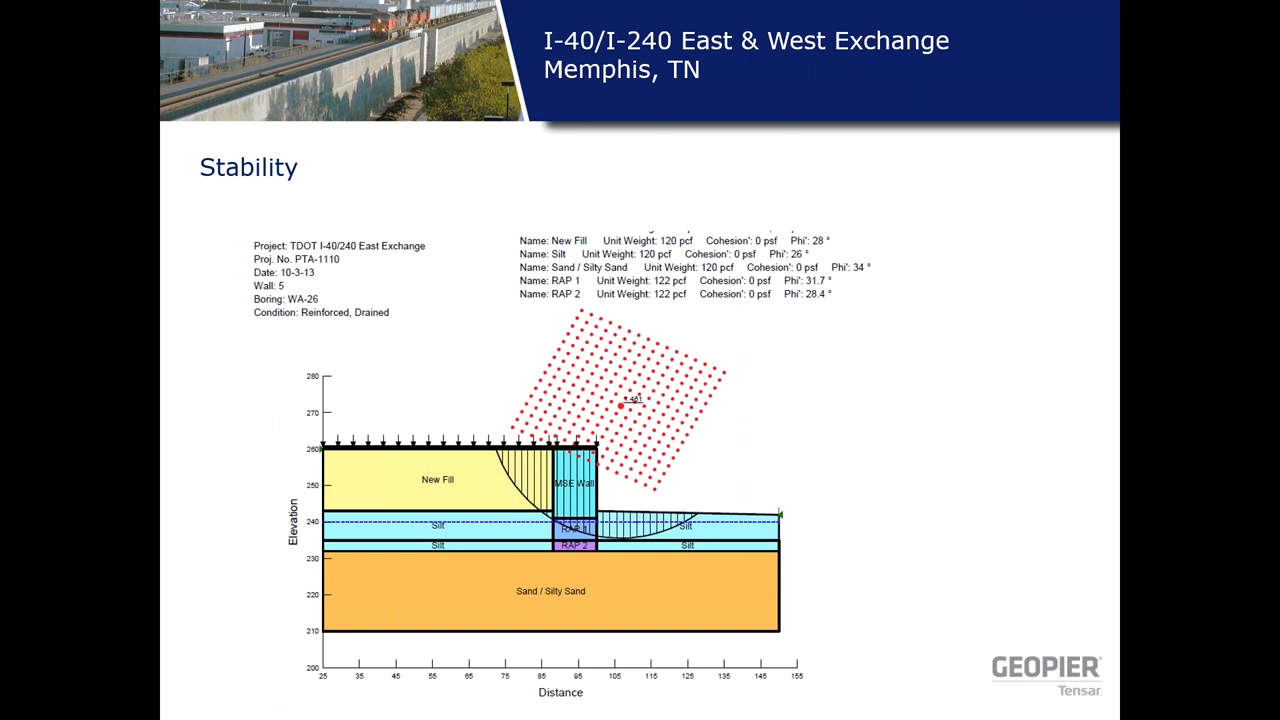 I-40/I-240 East & West Exchange
Memphis, TN
Stability
Project: TDOT I-40/240 East Exchange
Proj. No. PTA-1110
Date: 10-3-13
Wall: 5
Boring: WA-26
Condition: Reinforced, Drained
Name: New Fill Unit Weight: 120 pcf Cohesion': 0 psf Phi': 28 °
Name: Silt Unit Weight: 120 pcf Cohesion': 0 psf Phi': 26 °
Name: Sand / Silty Sand Unit Weight: 120 pcf Cohesion': 0 psf Phi': 34 °
Name: RAP 1 Unit Weight: 122 pcf Cohesion': 0 psf Phi': 31.7 °
Name: RAP 2 Unit Weight: 122 pcf Cohesion': 0 psf Phi': 28.4 °
280
270
260
250
240
230
220
210
200
Elevation
New Fill
MSE Wall
Silt
RAP 1
Silt
Silt
RAP 2
Silt
Sand / Silty Sand
25 35 45 55 65 75 85 95 105 115 125 135 145 155
Distance
GEOPIER®
Tensar.